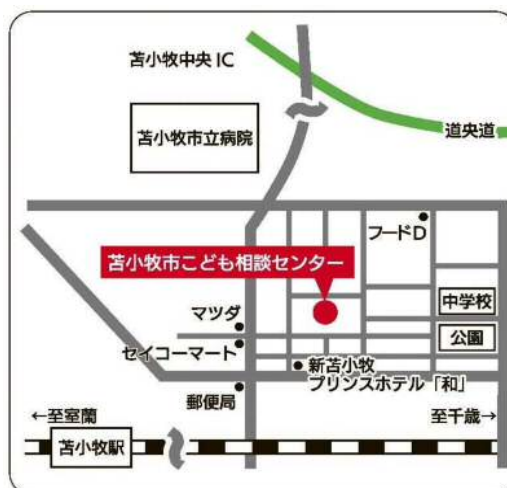 苫小牧中央IC
苫小牧市立病院
道央道
フードD
苫小牧市こども相談センター
中学校
マツダ
公園
セイコーマート
新苫小牧
プリンスホテル「和」
郵便局
←至室蘭
至千歳→
苫小牧駅